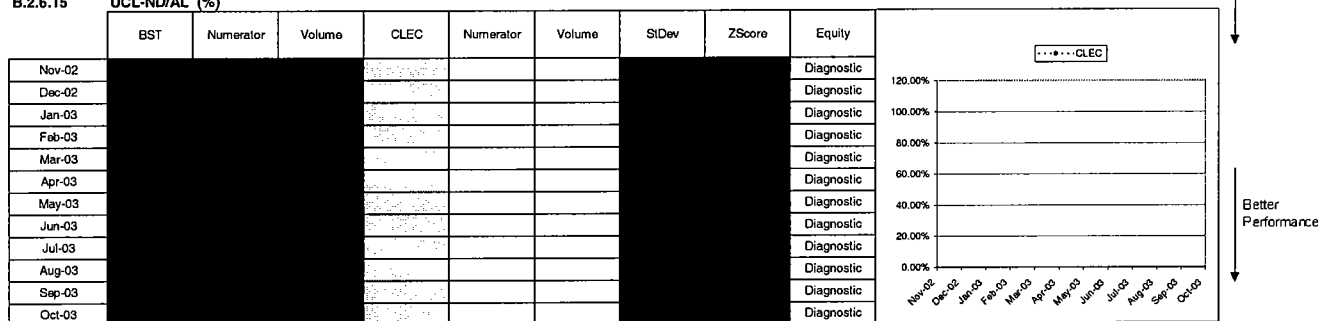 B.2.6.15 UCL-ND/AL (%)
BST Numerator Volume CLEC Numerator Volume StDev ZScore Equity
Nov-02 Diagnostic
Dec-02 Diagnostic
Jan-03 Diagnostic
Feb-03 Diagnostic
Mar-03 Diagnostic
Apr-03 Diagnostic
May-03 Diagnostic
Jun-03 Diagnostic
Jul-03 Diagnostic
Aug-03 Diagnostic
Sep-03 Diagnostic
Oct-03 Diagnostic
CLEC
120.00%
100.00%
80.00%
60.00%
40.00%
20.00%
0.00%
Nov-02 Dec-02 Jan-03 Feb-03 Mar-03 Apr-03 May-03 Jun-03 Jul-03 Aug-03 Sep-03 Oct-03
Better
Performance